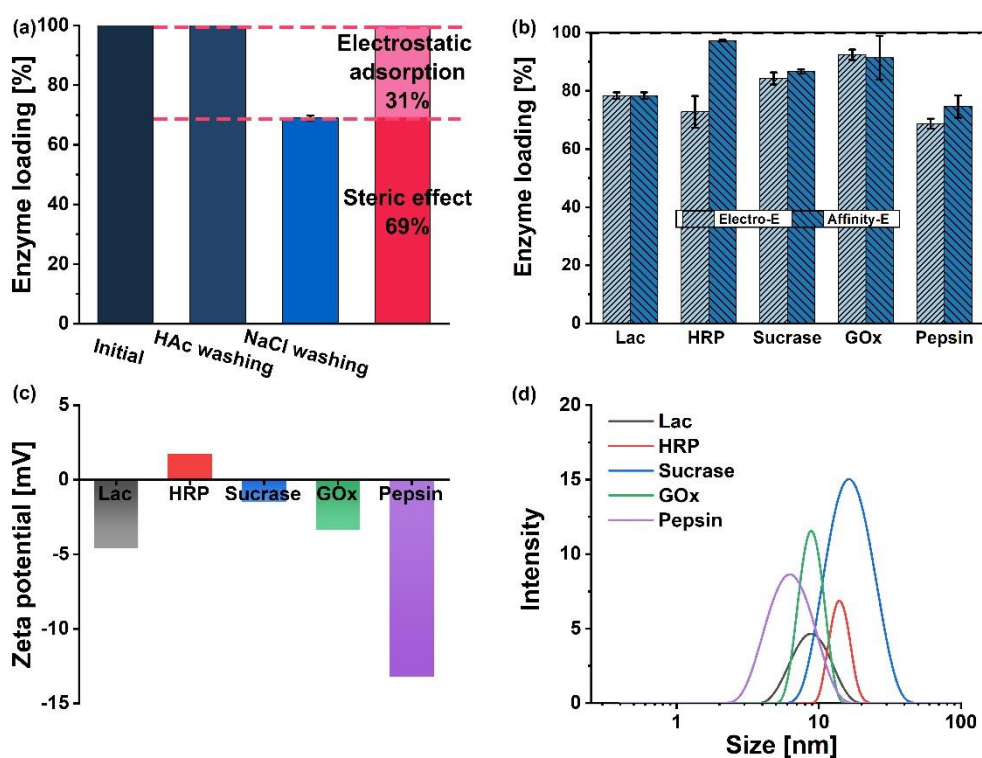 (a)
Enzyme loading [%]
100
80
60
40
20
0
Electrostatic
adsorption
31%
Steric effect
69%
Initial
HAc washing
NaCl washing
(b)
Enzyme loading [%]
100
80
60
40
20
0
Electro-E
Affinity-E
Lac
HRP
Sucrase
GOx
Pepsin
(c)
Zeta potential [mV]
5
0
-5
-10
-15
Lac
HRP
Sucrase
GOx
Pepsin
(d)
Intensity
20
15
10
5
0
Lac
HRP
Sucrase
GOx
Pepsin
1
10
100
Size [nm]